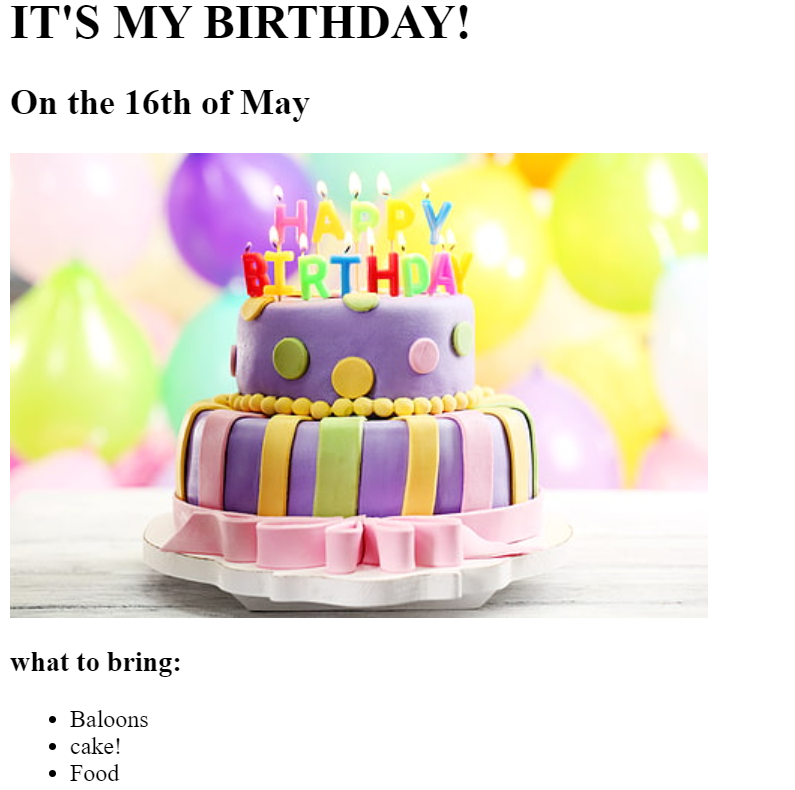 IT'S MY BIRTHDAY!
On the 16th of May
HAPPY
BIRTHDAY
what to bring:
Baloons
cake!
Food